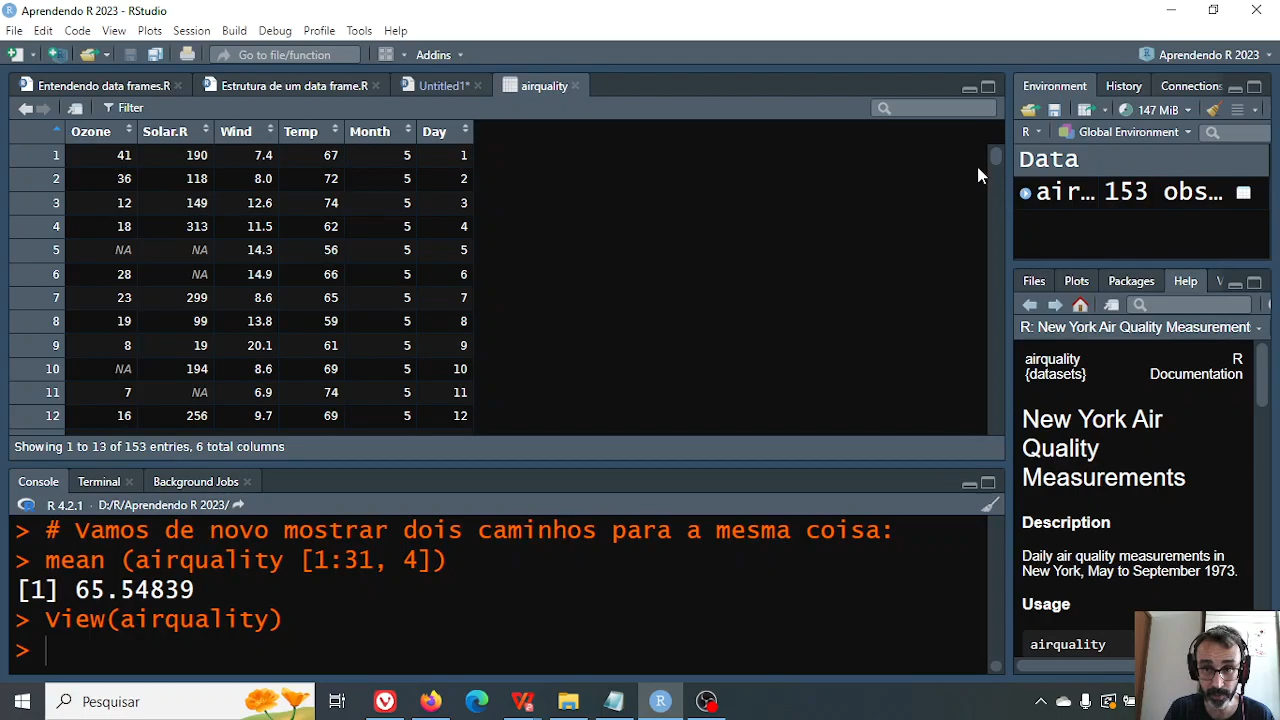 Aprendendo R 2023 - RStudio
File Edit Code View Plots Session Build Debug Profile Tools Help
Go to file/function Addins Aprendendo R 2023
Entendendo data frames.R Estrutura de um data frame.R Untitled1* airquality
Filter
Ozone Solar.R Wind Temp Month Day
1 41 190 7.4 67 5 1
2 36 118 8.0 72 5 2
3 12 149 12.6 74 5 3
4 18 313 11.5 62 5 4
5 NA NA 14.3 56 5 5
6 28 NA 14.9 66 5 6
7 23 299 8.6 65 5 7
8 19 99 13.8 59 5 8
9 8 19 20.1 61 5 9
10 NA 194 8.6 69 5 10
11 7 NA 6.9 74 5 11
12 16 256 9.7 69 5 12
Showing 1 to 13 of 153 entries, 6 total columns
Console Terminal Background Jobs
R 4.2.1 · D:/R/Aprendendo R 2023/
> # Vamos de novo mostrar dois caminhos para a mesma coisa:
> mean (airquality [1:31, 4])
[1] 65.54839
> View(airquality)
>
Environment History Connections
147 MiB
R Global Environment
Data
air… 153 obs…
Files Plots Packages Help
R: New York Air Quality Measurement
airquality R
{datasets} Documentation
New York Air
Quality
Measurements
Description
Daily air quality measurements in
New York, May to September 1973.
Usage
airquality
Pesquisar